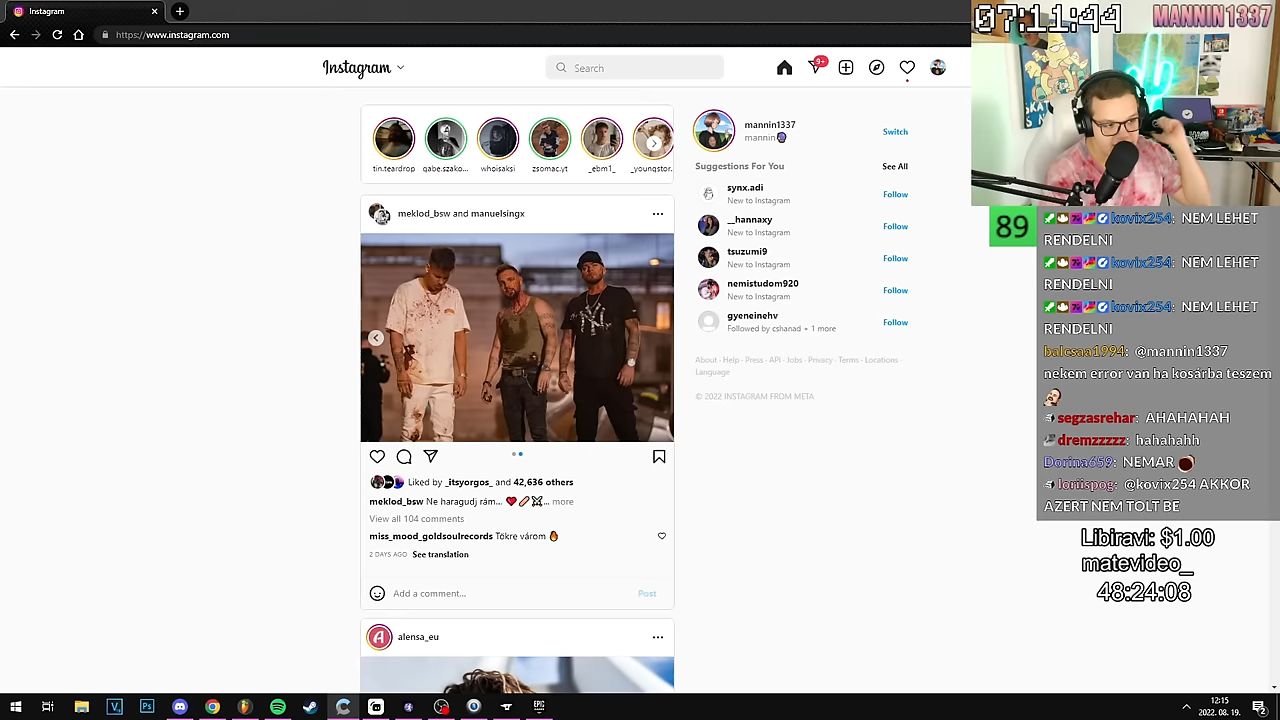 Instagram
https://www.instagram.com
Instagram
Search
9+
tin.teardrop
gabe.szako...
whoisaksi
zsomac.yt
_ebm1_
_youngstor...
mannin1337
mannin
Switch
Suggestions For You
See All
synx.adi
New to Instagram
Follow
__hannaxy
New to Instagram
Follow
tsuzumi9
New to Instagram
Follow
nemistudom920
New to Instagram
Follow
gyeneinehv
Followed by cshanad • 1 more
Follow
About · Help · Press · API · Jobs · Privacy · Terms · Locations ·
Language
© 2022 INSTAGRAM FROM META
meklod_bsw and manuelsingx
Liked by _itsyorgos_ and 42,636 others
meklod_bsw Ne haragudj rám... ❤️🩹⚔️... more
View all 104 comments
miss_mood_goldsoulrecords Tőkre várom 🔥
2 DAYS AGO See translation
Add a comment...
Post
alensa_eu
07:11:44
MANNIN1337
89
kovix254: NEM LEHET
RENDELNI
kovix254: NEM LEHET
RENDELNI
kovix254: NEM LEHET
RENDELNI
balcsaa1994: @mannin1337
nekem error van ha kosárba teszem
segzasrehar: AHAHAHAH
dremzzzzz: hahahahh
Dorina659: NEMAR
loriispog: @kovix254 AKKOR
AZERT NEM TOLT BE
Libiravi: $1.00
matevideo_
48:24:08
12:15
2022. 08. 19.